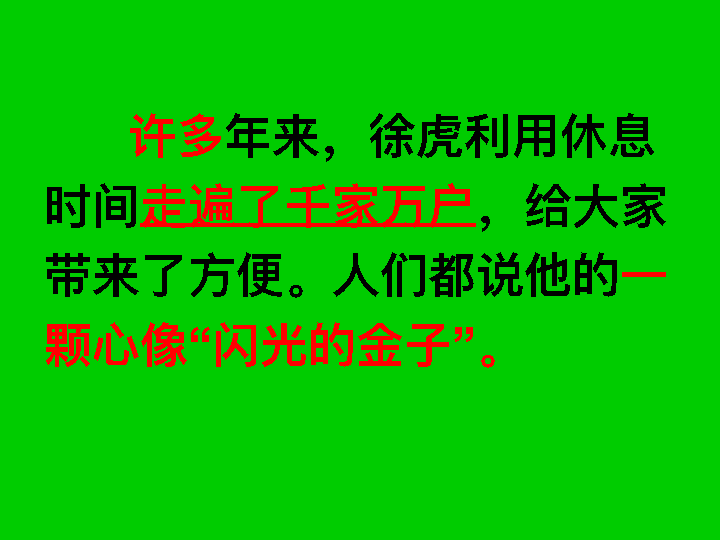 许多年来，徐虎利用休息
时间走遍了千家万户，给大家
带来了方便。人们都说他的一
颗心像“闪光的金子”。